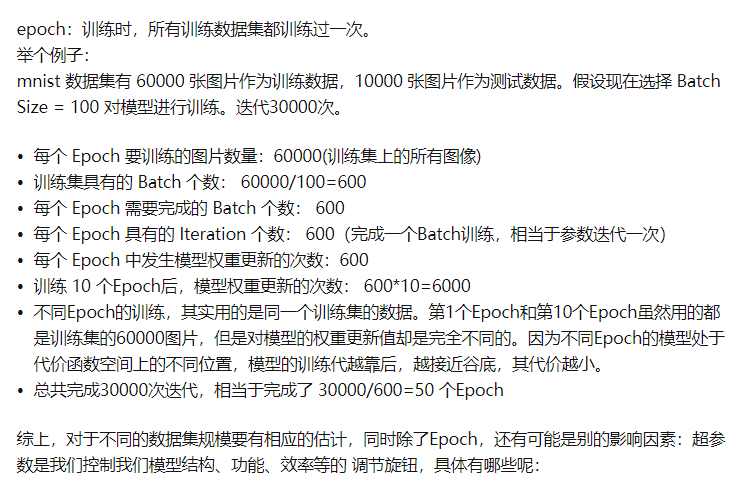 epoch：训练时，所有训练数据集都训练过一次。
举个例子：
mnist 数据集有 60000 张图片作为训练数据，10000 张图片作为测试数据。假设现在选择 Batch
Size = 100 对模型进行训练。迭代30000次。
• 每个 Epoch 要训练的图片数量：60000(训练集上的所有图像)
• 训练集具有的 Batch 个数： 60000/100=600
• 每个 Epoch 需要完成的 Batch 个数： 600
• 每个 Epoch 具有的 Iteration 个数： 600（完成一个Batch训练，相当于参数迭代一次）
• 每个 Epoch 中发生模型权重更新的次数：600
• 训练 10 个Epoch后，模型权重更新的次数： 600*10=6000
• 不同Epoch的训练，其实用的是同一个训练集的数据。第1个Epoch和第10个Epoch虽然用的都
是训练集的60000图片，但是对模型的权重更新值却是完全不同的。因为不同Epoch的模型处于
代价函数空间上的不同位置，模型的训练代越靠后，越接近谷底，其代价越小。
• 总共完成30000次迭代，相当于完成了 30000/600=50 个Epoch
综上，对于不同的数据集规模要有相应的估计，同时除了Epoch，还有可能是别的影响因素：超参
数是我们控制我们模型结构、功能、效率等的 调节旋钮，具体有哪些呢：